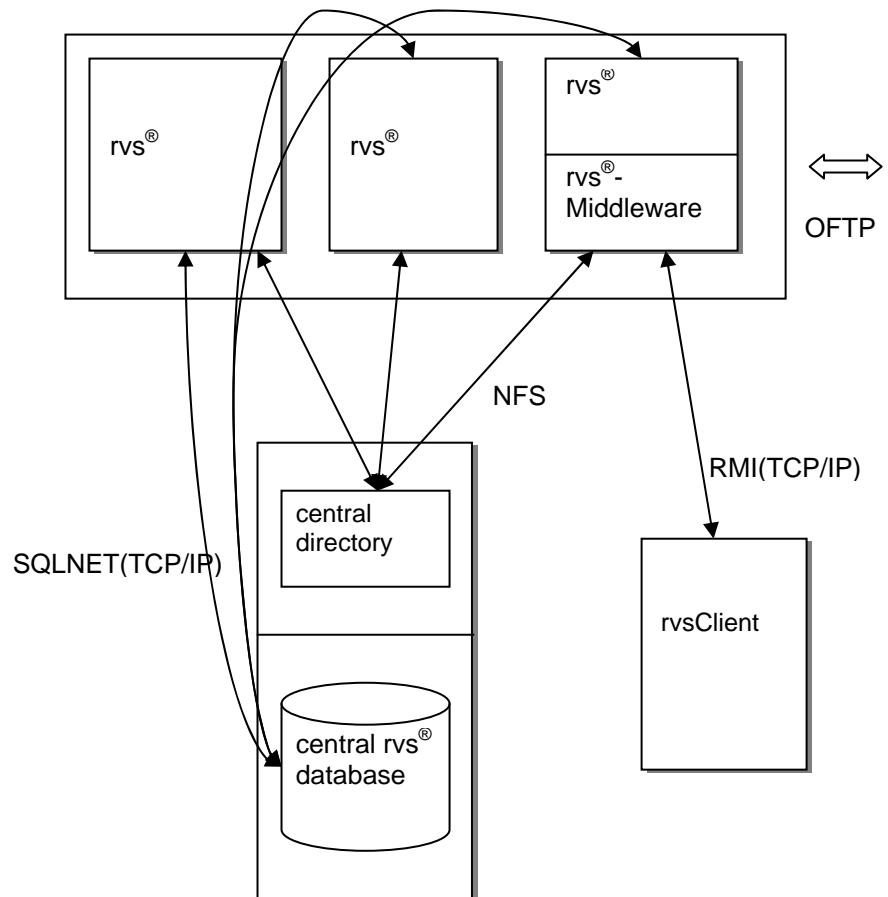 rvs®
rvs®
rvs®
rvs®-
Middleware
OFTP
NFS
RMI(TCP/IP)
central
directory
SQLNET(TCP/IP)
rvsClient
central rvs®
database